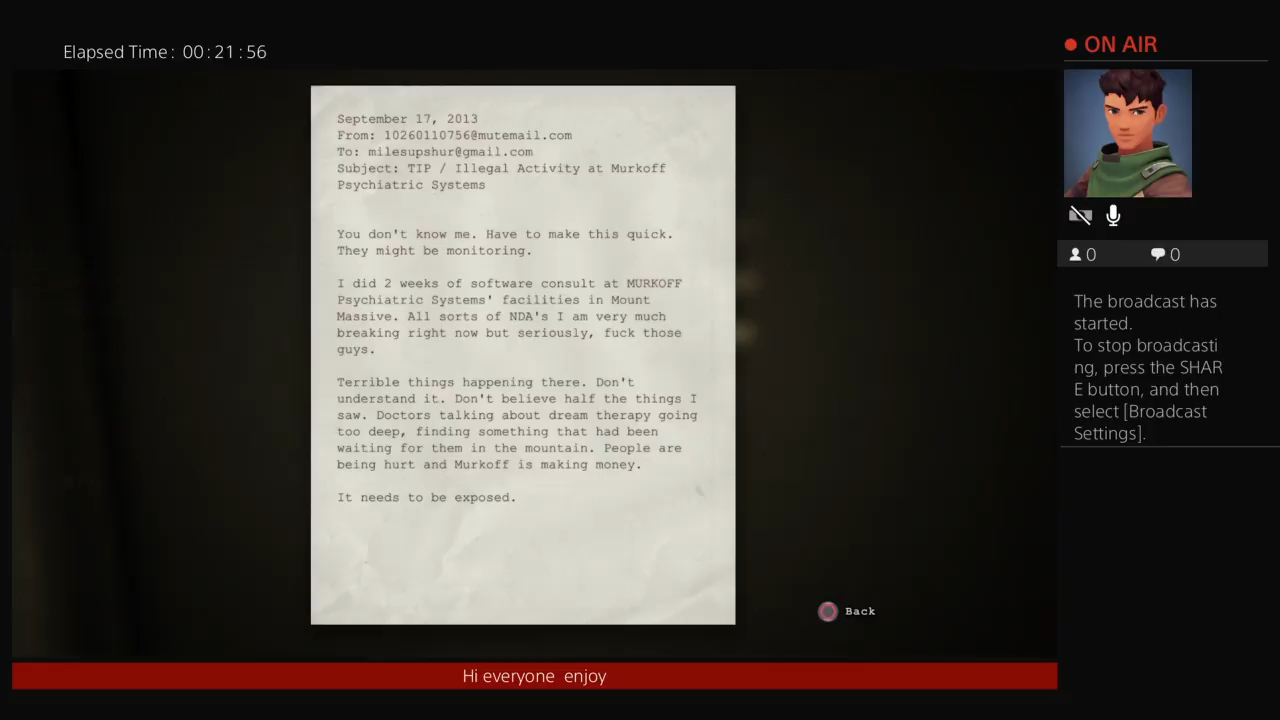 Elapsed Time: 00:21:56
ON AIR
September 17, 2013
From: 10260110756@mutemail.com
To: milesupshur@gmail.com
Subject: TIP / Illegal Activity at Murkoff
Psychiatric Systems
You don't know me. Have to make this quick.
They might be monitoring.
I did 2 weeks of software consult at MURKOFF
Psychiatric Systems' facilities in Mount
Massive. All sorts of NDA's I am very much
breaking right now but seriously, fuck those
guys.
Terrible things happening there. Don't
understand it. Don't believe half the things I
saw. Doctors talking about dream therapy going
too deep, finding something that had been
waiting for them in the mountain. People are
being hurt and Murkoff is making money.
It needs to be exposed.
Back
0 0
The broadcast has
started.
To stop broadcasti
ng, press the SHAR
E button, and then
select [Broadcast
Settings].
Hi everyone enjoy